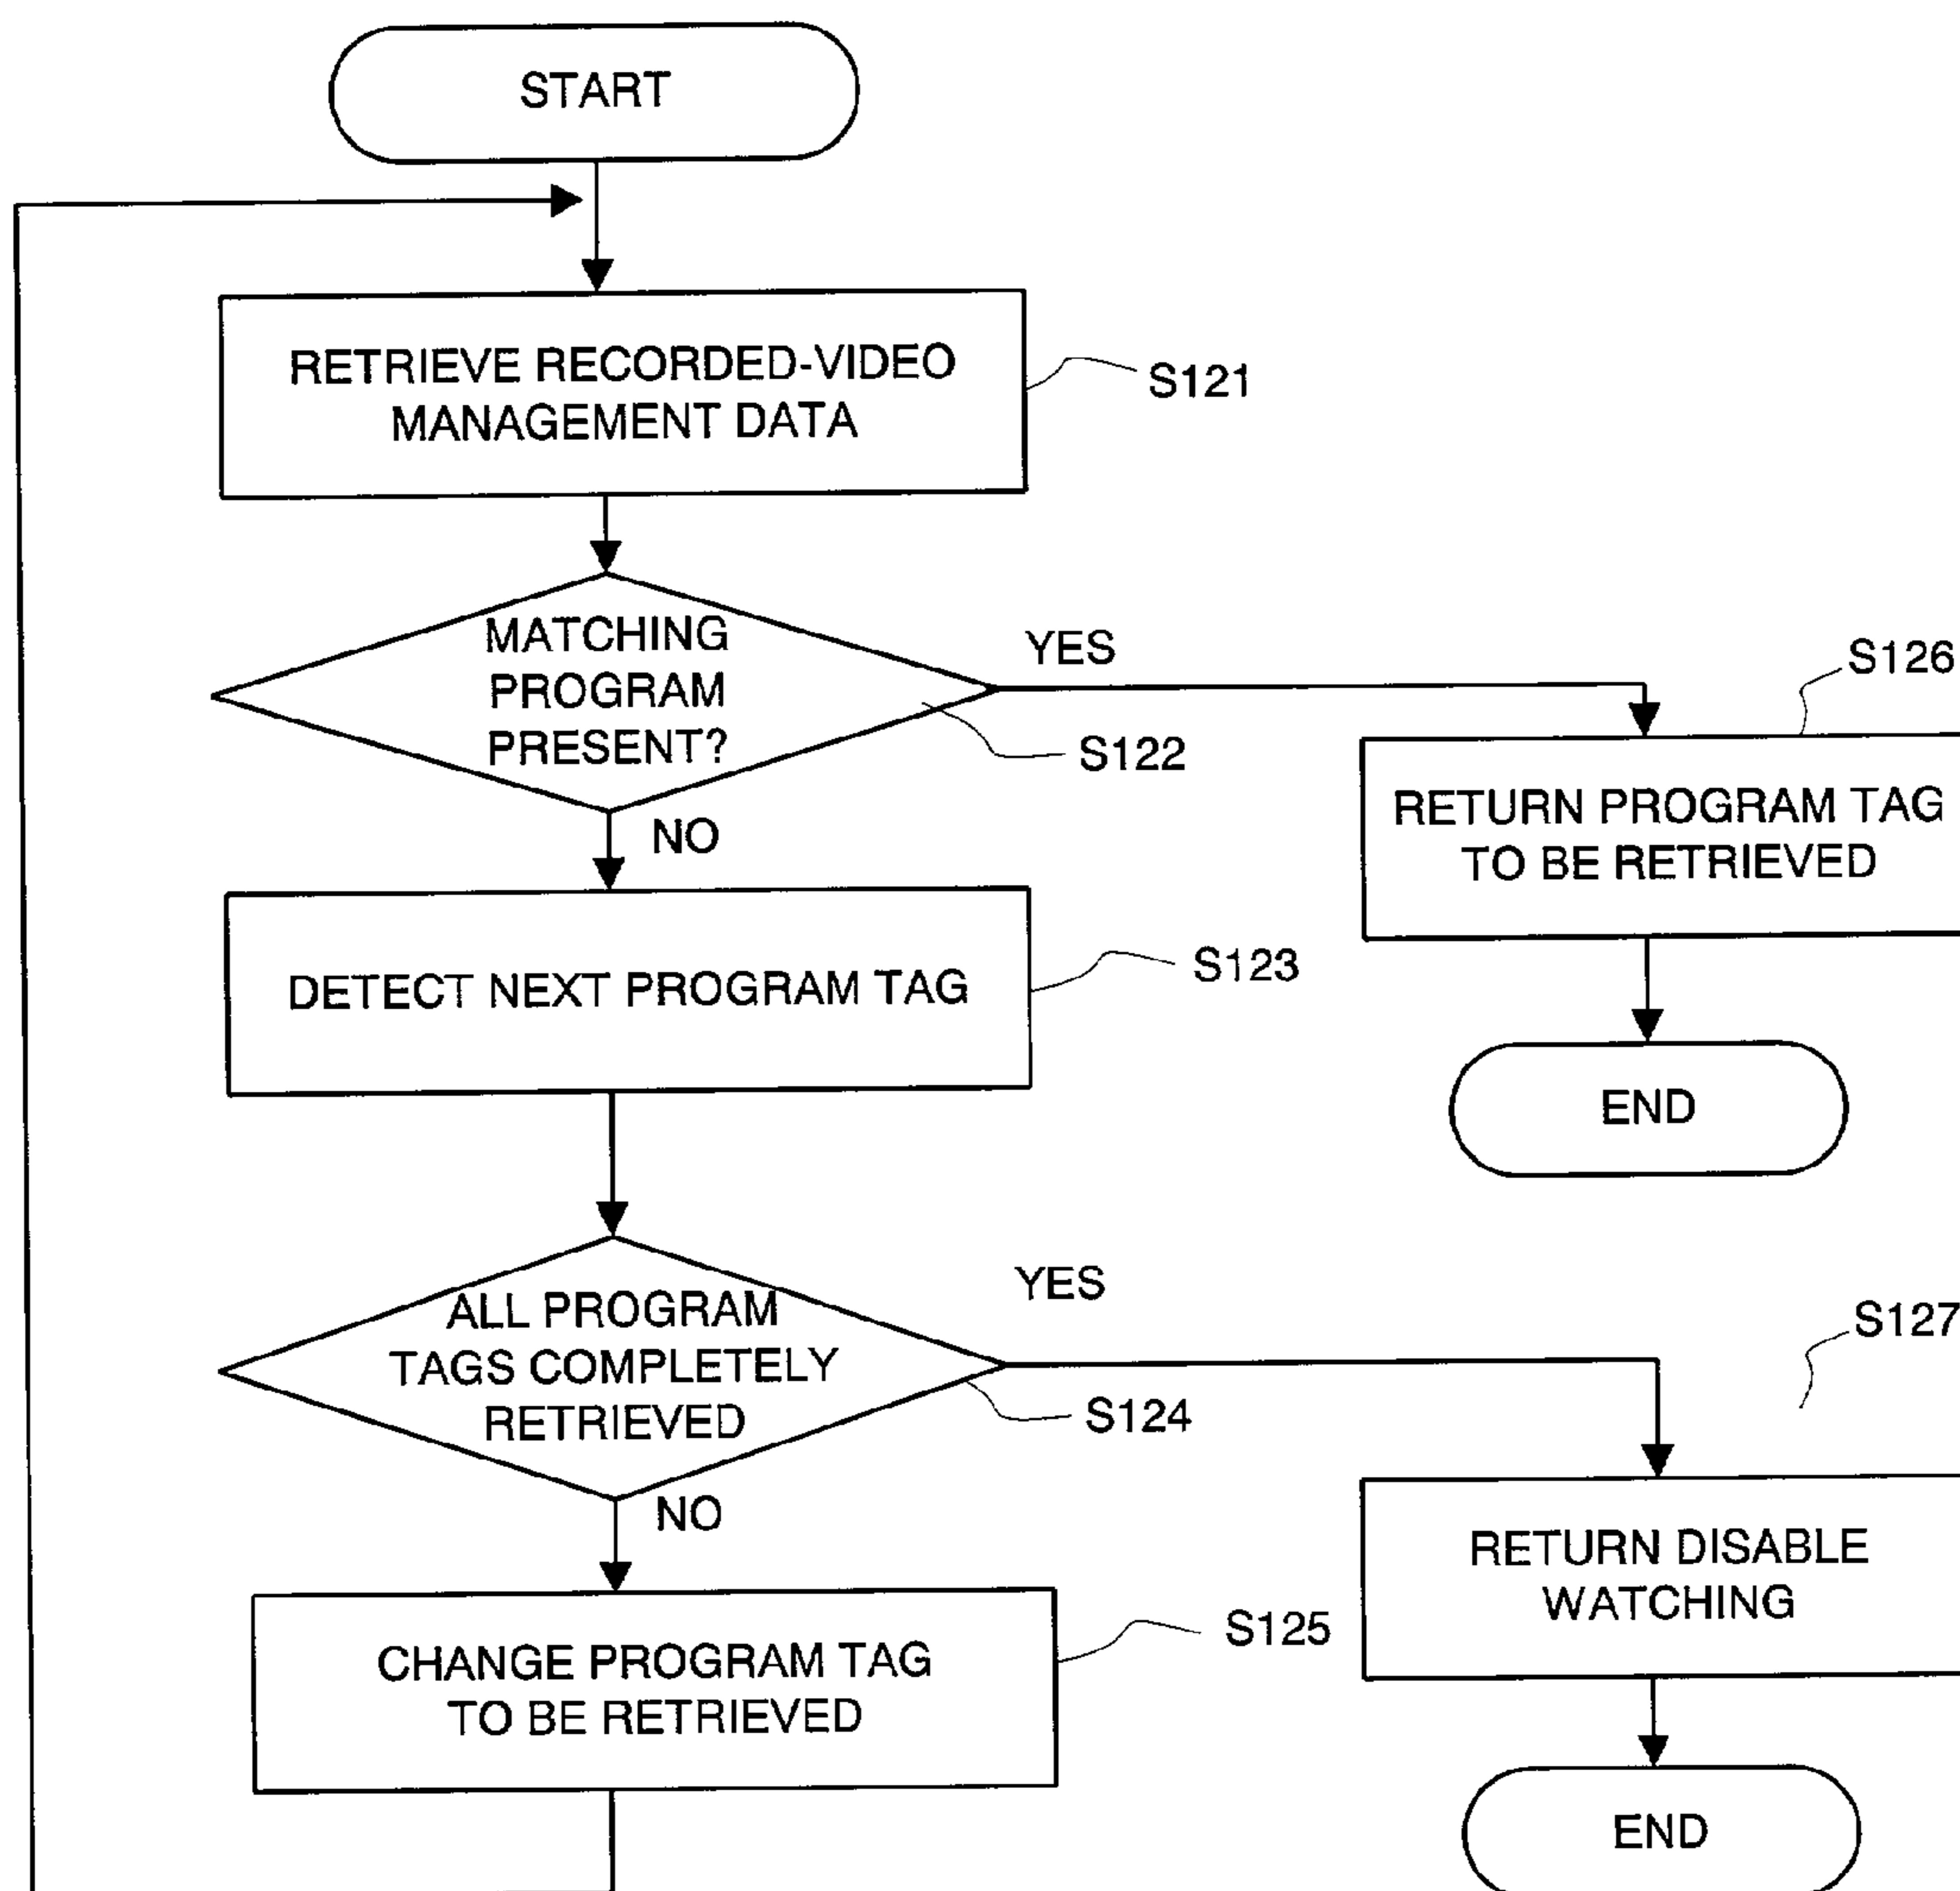 START
RETRIEVE RECORDED-VIDEO
MANAGEMENT DATA
S121
MATCHING
PROGRAM
PRESENT?
YES
S122
S126
RETURN PROGRAM TAG
TO BE RETRIEVED
NO
DETECT NEXT PROGRAM TAG
S123
END
ALL PROGRAM
TAGS COMPLETELY
RETRIEVED
YES
S124
S127
RETURN DISABLE
WATCHING
NO
CHANGE PROGRAM TAG
TO BE RETRIEVED
S125
END